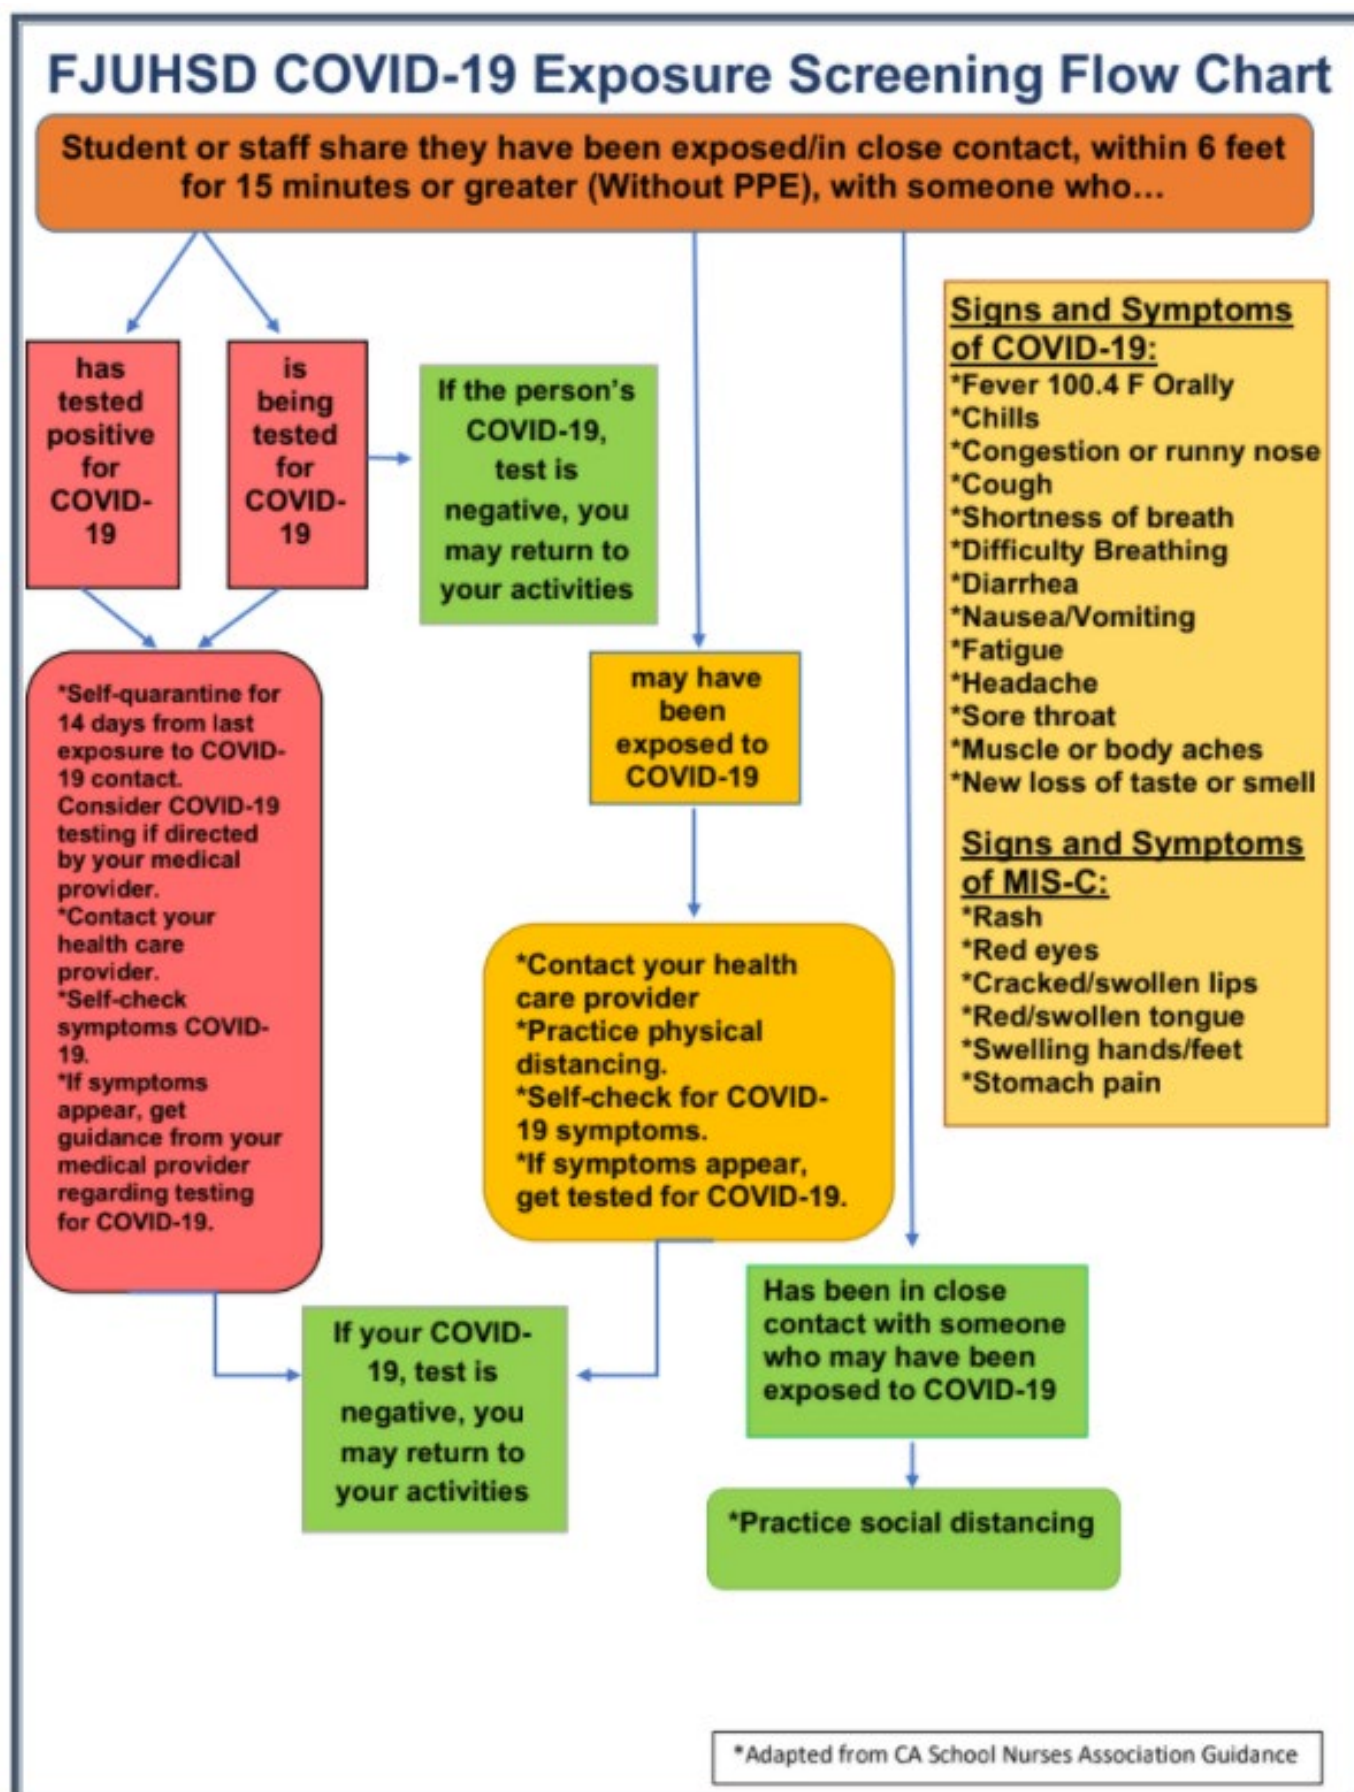 FJUHSD COVID-19 Exposure Screening Flow Chart
Student or staff share they have been exposed/in close contact, within 6 feet
for 15 minutes or greater (Without PPE), with someone who…
has
tested
positive
for
COVID-
19
is
being
tested
for
COVID-
19
If the person's
COVID-19,
test is
negative, you
may return to
your activities
*Self-quarantine for
14 days from last
exposure to COVID-
19 contact.
Consider COVID-19
testing if directed
by your medical
provider.
*Contact your
health care
provider.
*Self-check
symptoms COVID-
19.
*If symptoms
appear, get
guidance from your
medical provider
regarding testing
for COVID-19.
may have
been
exposed to
COVID-19
*Contact your health
care provider
*Practice physical
distancing.
*Self-check for COVID-
19 symptoms.
*If symptoms appear,
get tested for COVID-19.
If your COVID-
19, test is
negative, you
may return to
your activities
Has been in close
contact with someone
who may have been
exposed to COVID-19
*Practice social distancing
Signs and Symptoms
of COVID-19:
*Fever 100.4 F Orally
*Chills
*Congestion or runny nose
*Cough
*Shortness of breath
*Difficulty Breathing
*Diarrhea
*Nausea/Vomiting
*Fatigue
*Headache
*Sore throat
*Muscle or body aches
*New loss of taste or smell
Signs and Symptoms
of MIS-C:
*Rash
*Red eyes
*Cracked/swollen lips
*Red/swollen tongue
*Swelling hands/feet
*Stomach pain
*Adapted from CA School Nurses Association Guidance